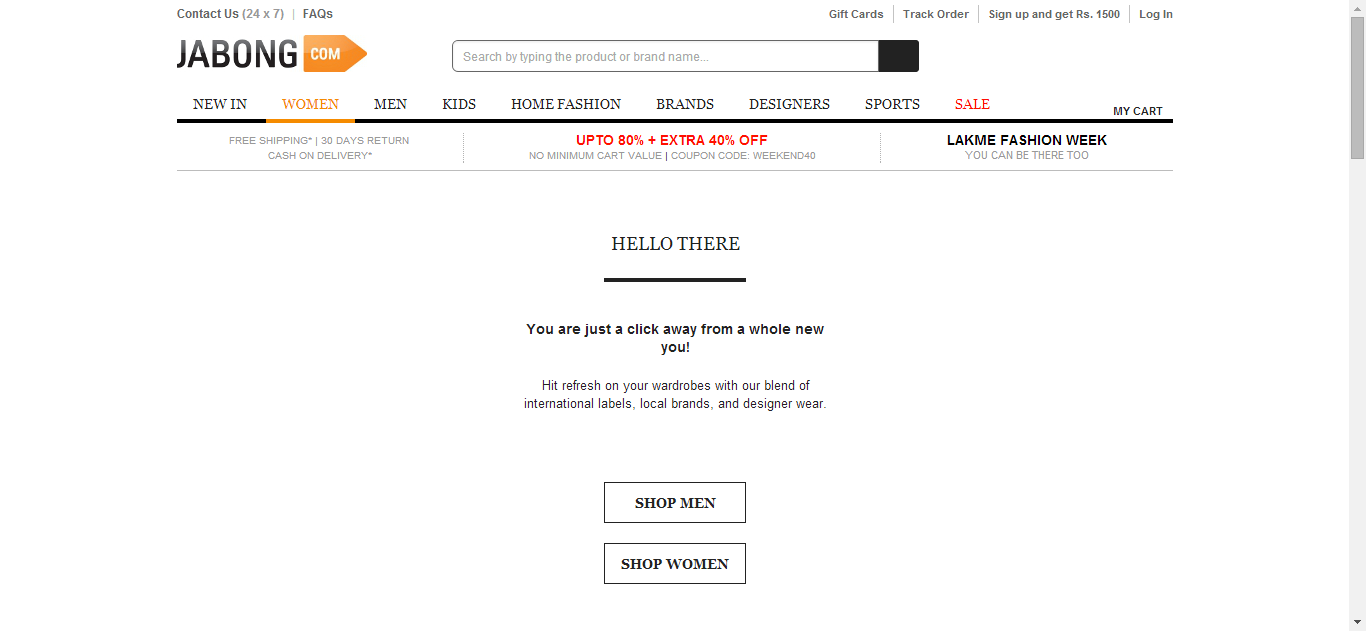 Contact Us (24 x 7) | FAQs
Gift Cards | Track Order | Sign up and get Rs. 1500 | Log In
JABONG COM
Search by typing the product or brand name...
NEW IN WOMEN MEN KIDS HOME FASHION BRANDS DESIGNERS SPORTS SALE MY CART
FREE SHIPPING* | 30 DAYS RETURN
CASH ON DELIVERY*
UPTO 80% + EXTRA 40% OFF
NO MINIMUM CART VALUE | COUPON CODE: WEEKEND40
LAKME FASHION WEEK
YOU CAN BE THERE TOO
HELLO THERE
You are just a click away from a whole new
you!
Hit refresh on your wardrobes with our blend of
international labels, local brands, and designer wear.
SHOP MEN
SHOP WOMEN